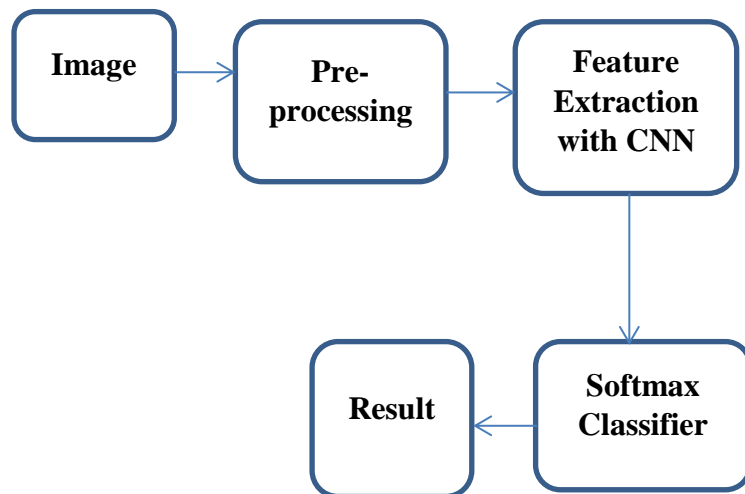 Image
Pre-
processing
Feature
Extraction
with CNN
Softmax
Classifier
Result